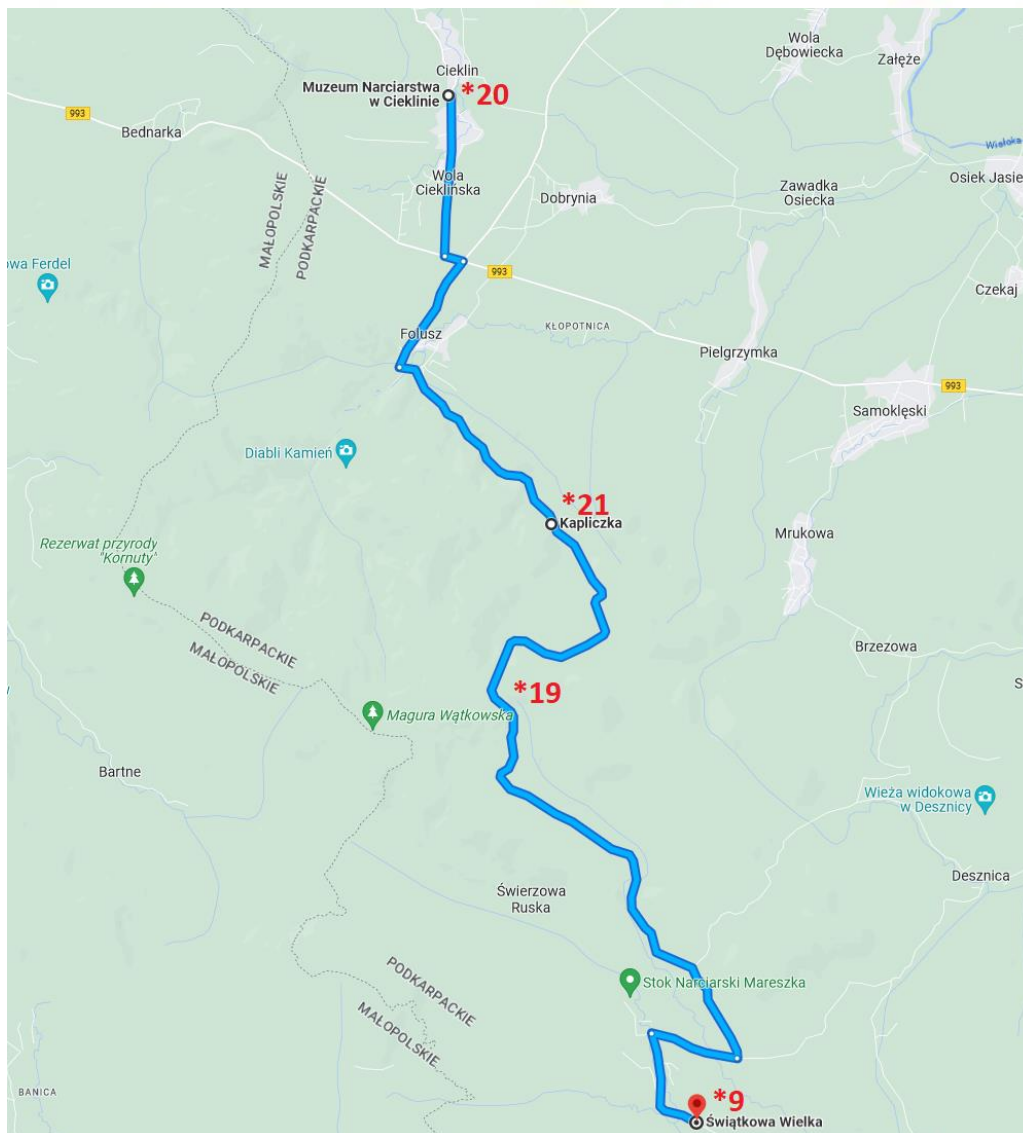 Wola
Dębowiecka
Załęże
Cieklin
Muzeum Narciarstwa
w Cieklinie
*20
993
Bednarka
Wisłoka
Wola
Cieklińska
Osiek Jasie
Zawadka
Osiecka
Dobrynia
MAŁOPOLSKIE
PODKARPACKIE
owa Ferdel
993
Czekaj
KŁOPOTNICA
Folusz
Pielgrzymka
993
Samoklęski
Diabli Kamień
*21
Kapliczka
Mrukowa
Rezerwat przyrody
"Kornuty"
PODKARPACKIE
MAŁOPOLSKIE
Brzezowa
S
*19
Magura Wątkowska
Bartne
Wieża widokowa
w Desznicy
Desznica
Świerzowa
Ruska
PODKARPACKIE
MAŁOPOLSKIE
Stok Narciarski Mareszka
BANICA
*9
Świątkowa Wielka